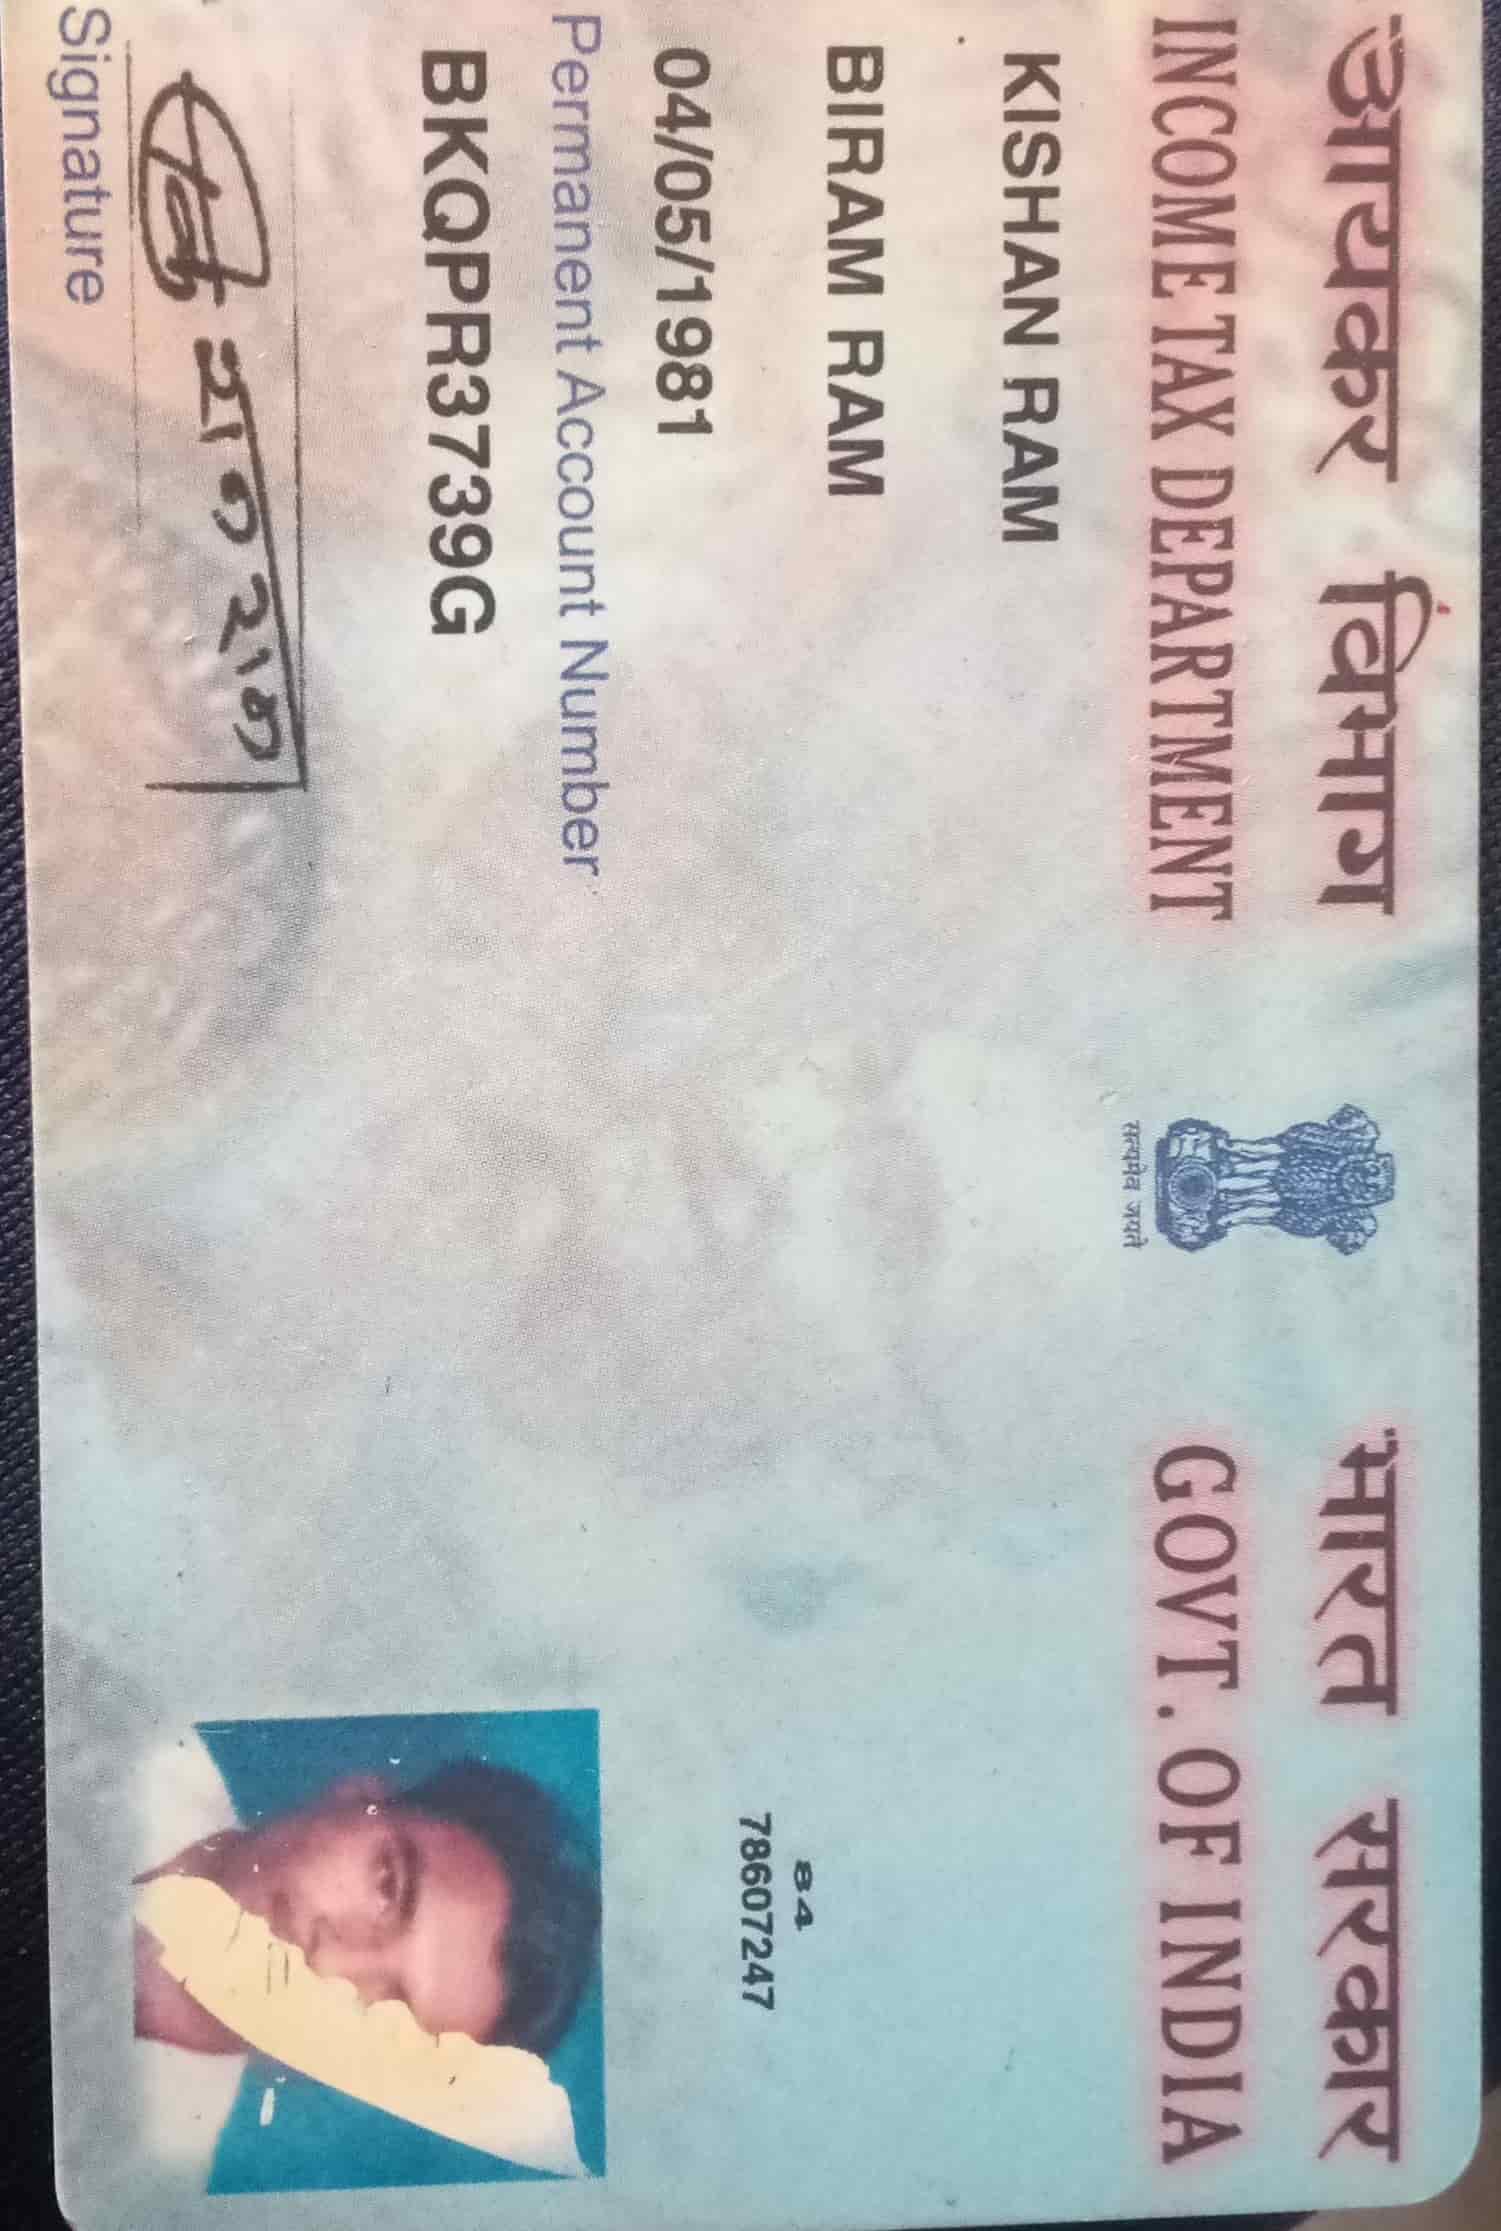 आयकर विभाग
INCOME TAX DEPARTMENT
सत्यमेव जयते
भारत सरकार
GOVT. OF INDIA
KISHAN RAM
BIRAM RAM
04/05/1981
Permanent Account Number
BKQPR3739G
84
78607247
Signature